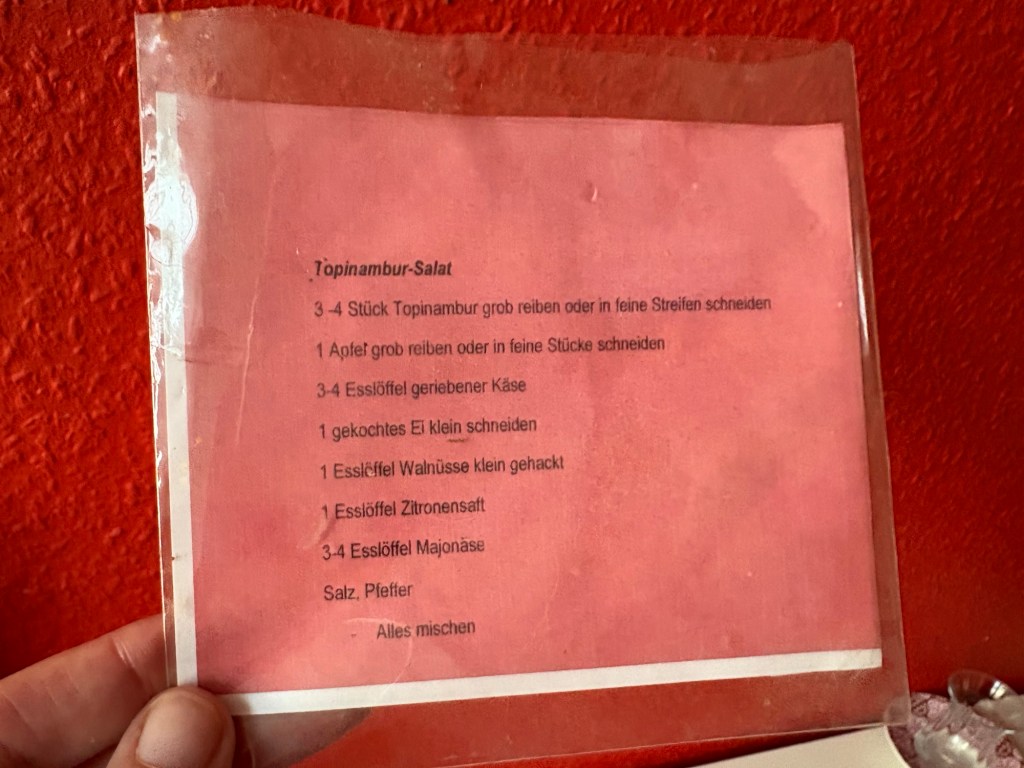 Topinambur-Salat
3 -4 Stück Topinambur grob reiben oder in feine Streifen schneiden
1 Apfel grob reiben oder in feine Stücke schneiden
3-4 Esslöffel geriebener Käse
1 gekochtes Ei klein schneiden
1 Esslöffel Walnüsse klein gehackt
1 Esslöffel Zitronensaft
3-4 Esslöffel Majonäse
Salz, Pfeffer
Alles mischen